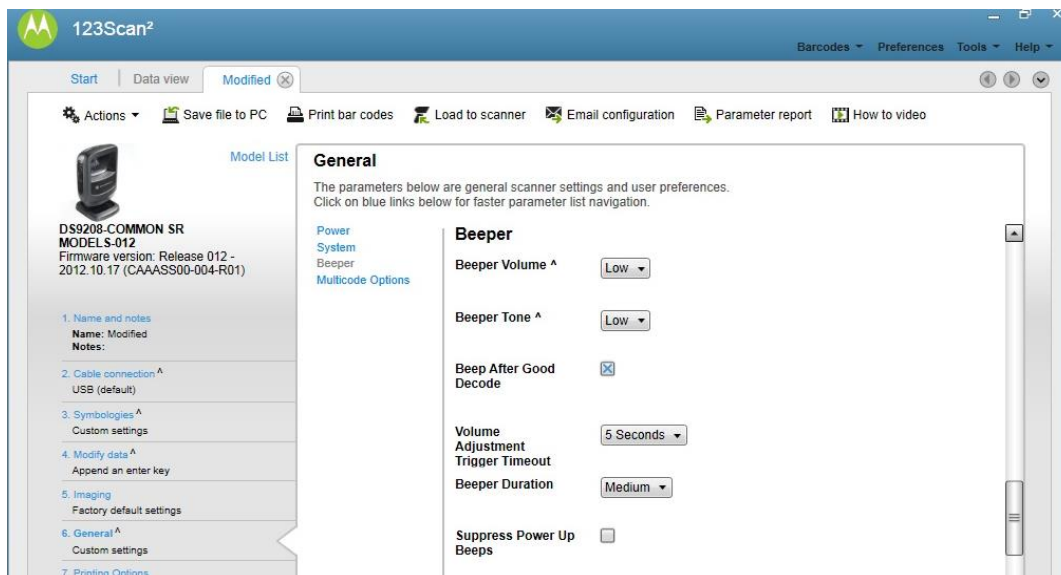 123Scan²
Barcodes Preferences Tools Help
Start Data view Modified
Actions Save file to PC Print bar codes Load to scanner Email configuration Parameter report How to video
Model List
DS9208-COMMON SR
MODELS-012
Firmware version: Release 012 -
2012.10.17 (CAAASS00-004-R01)
1. Name and notes
Name: Modified
Notes:
2. Cable connection ^
USB (default)
3. Symbologies ^
Custom settings
4. Modify data ^
Append an enter key
5. Imaging
Factory default settings
6. General ^
Custom settings
7. Printing Options
General
The parameters below are general scanner settings and user preferences.
Click on blue links below for faster parameter list navigation.
Power
System
Beeper
Multicode Options
Beeper
Beeper Volume ^ Low
Beeper Tone ^ Low
Beep After Good
Decode
Volume
Adjustment
Trigger Timeout
5 Seconds
Beeper Duration Medium
Suppress Power Up
Beeps